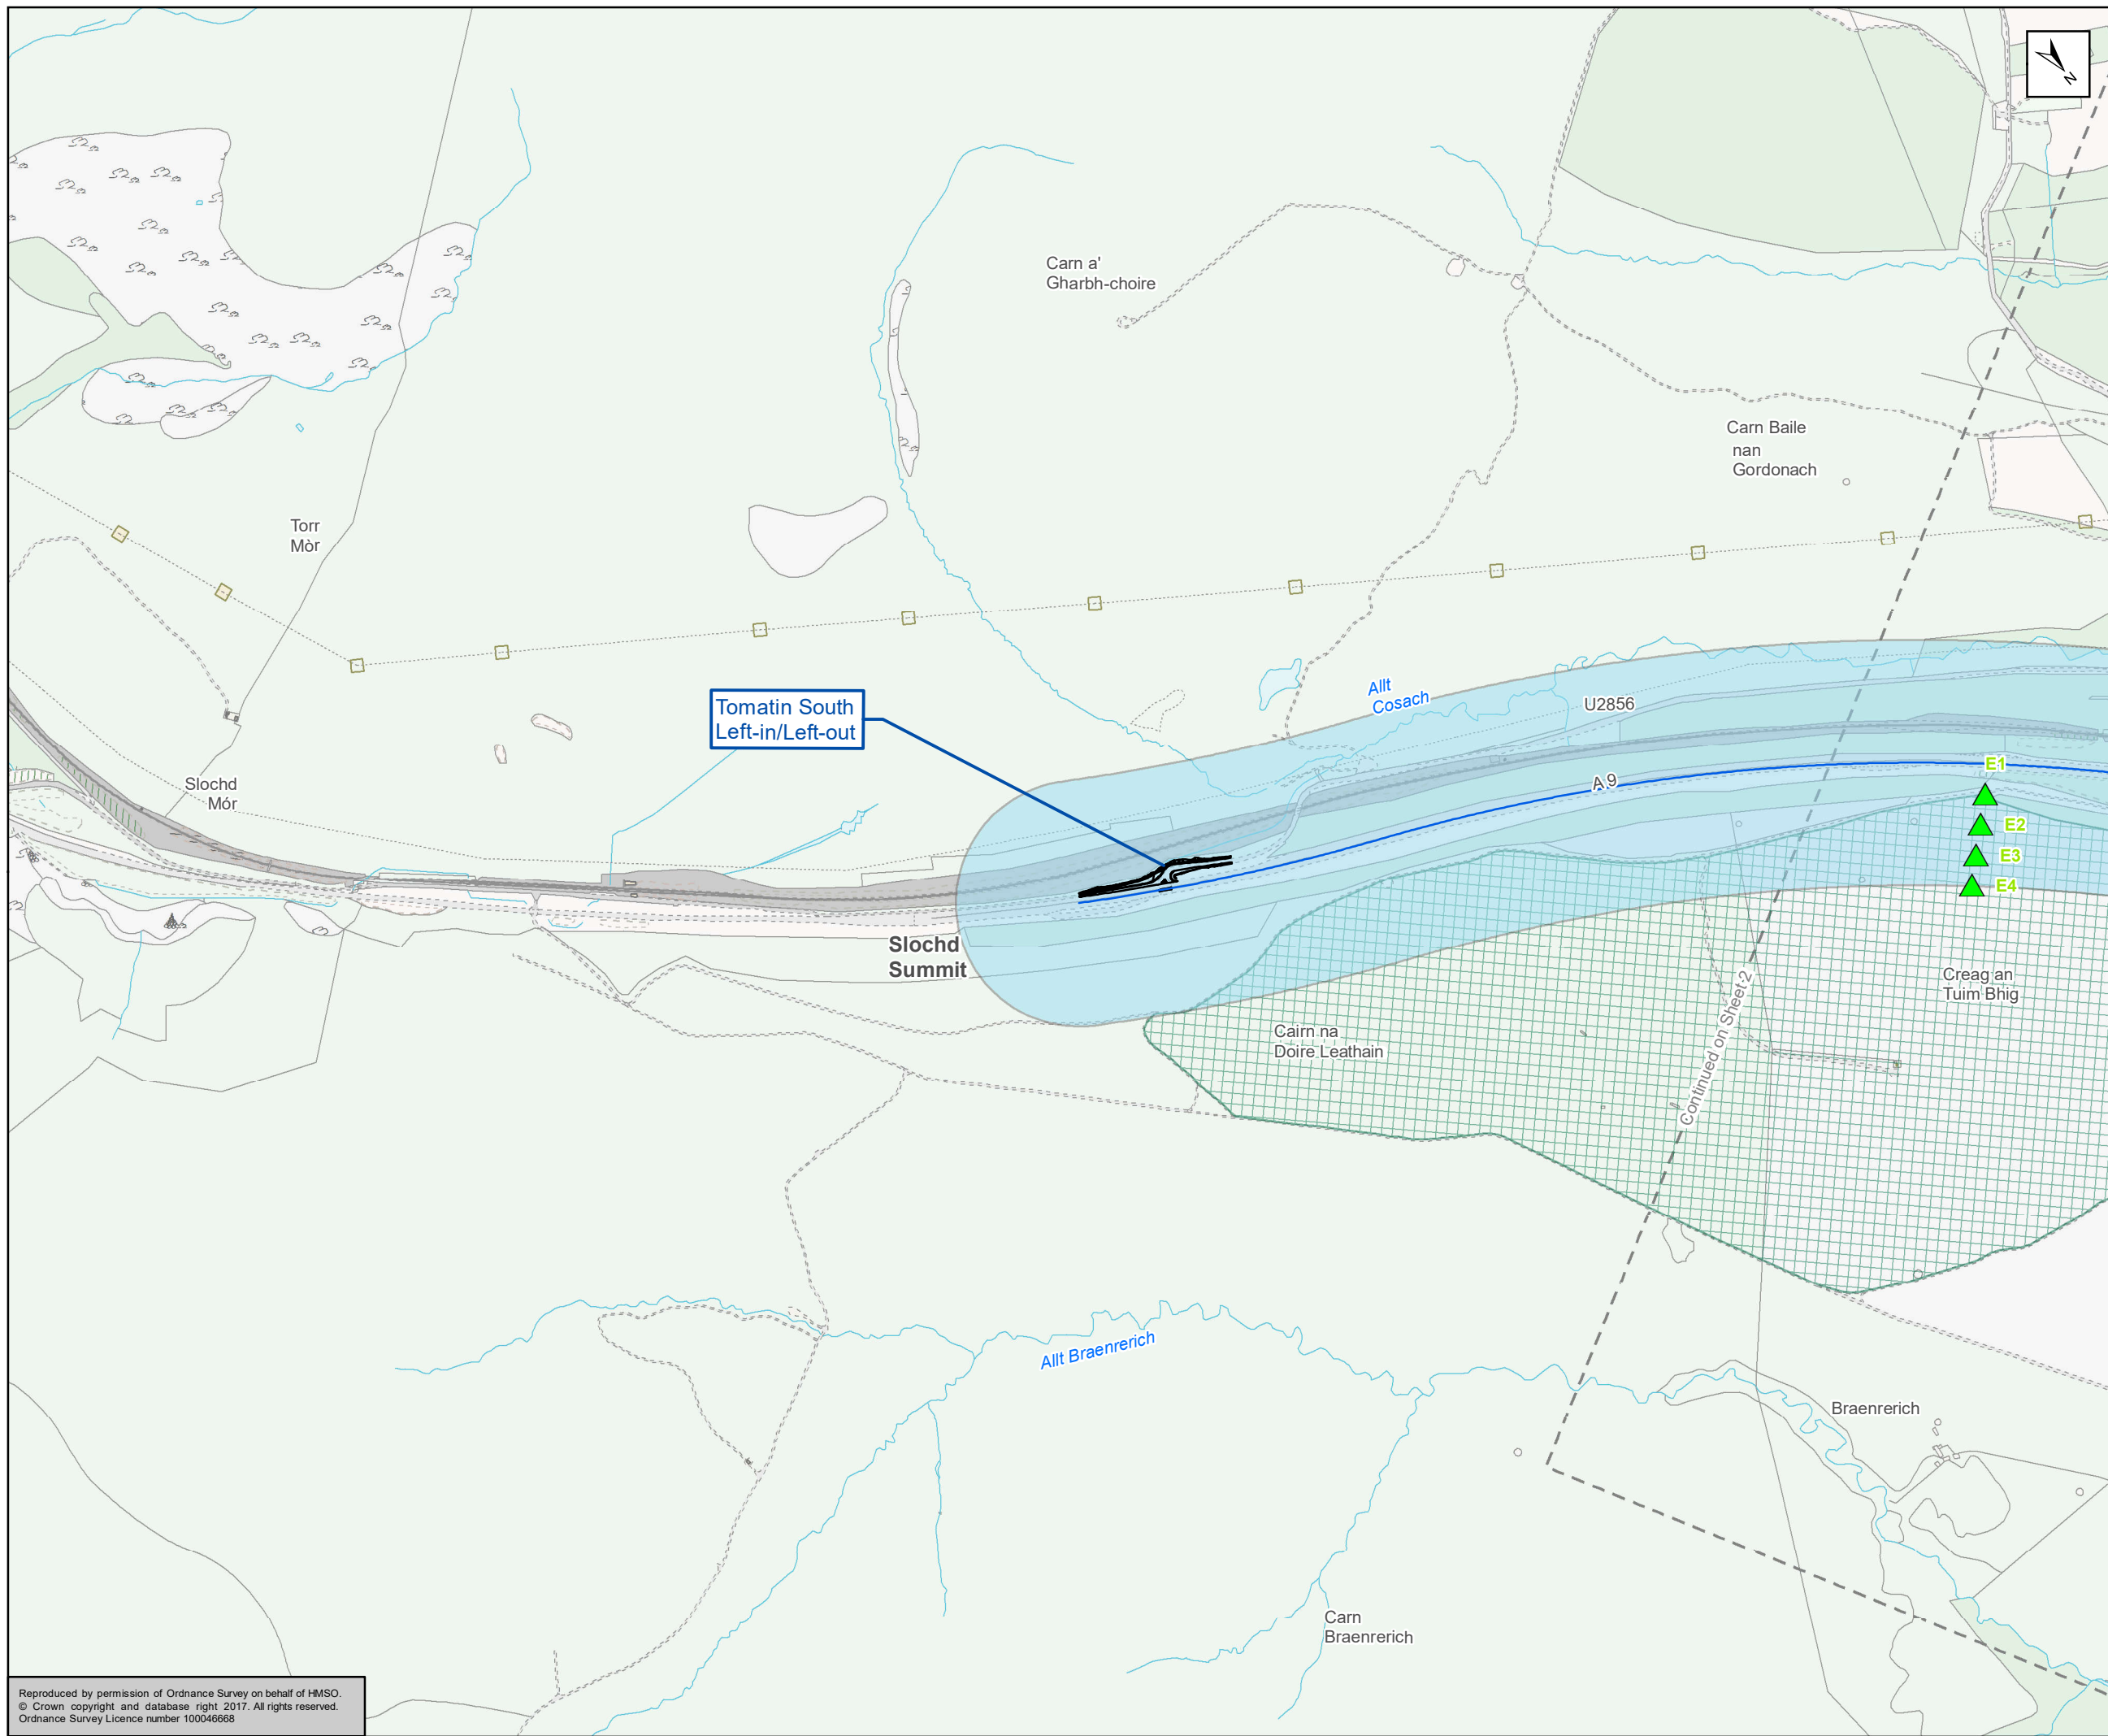 N
Carn a'
Gharbh-choire
Carn Baile
nan
Gordonach
Torr
Mòr
Allt
Cosach
U2856
Tomatin South
Left-in/Left-out
Slochd
Mór
A.9
E1
E2
E3
E4
Slochd
Summit
Creag an
Tuim Bhig
Cairn na
Doire Leathain
Continued on Sheet 2
Allt Braenrerich
Braenrerich
Carn
Braenrerich
Reproduced by permission of Ordnance Survey on behalf of HMSO.
© Crown copyright and database right 2017. All rights reserved.
Ordnance Survey Licence number 100046668